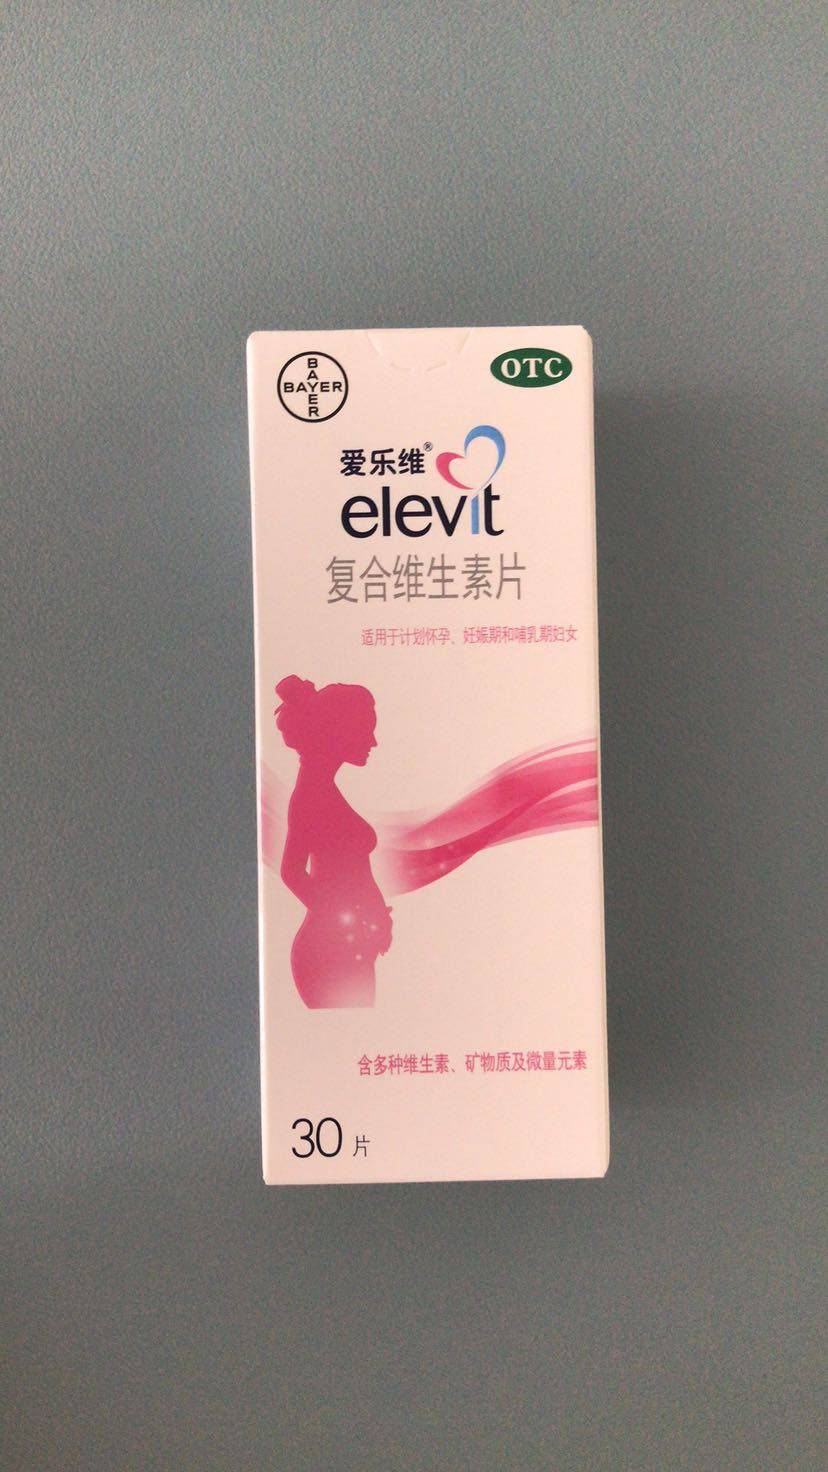 BAYER
BAYER
OTC
爱乐维®
elevit
复合维生素片
适用于计划怀孕、妊娠期和哺乳期妇女
含多种维生素、矿物质及微量元素
30片